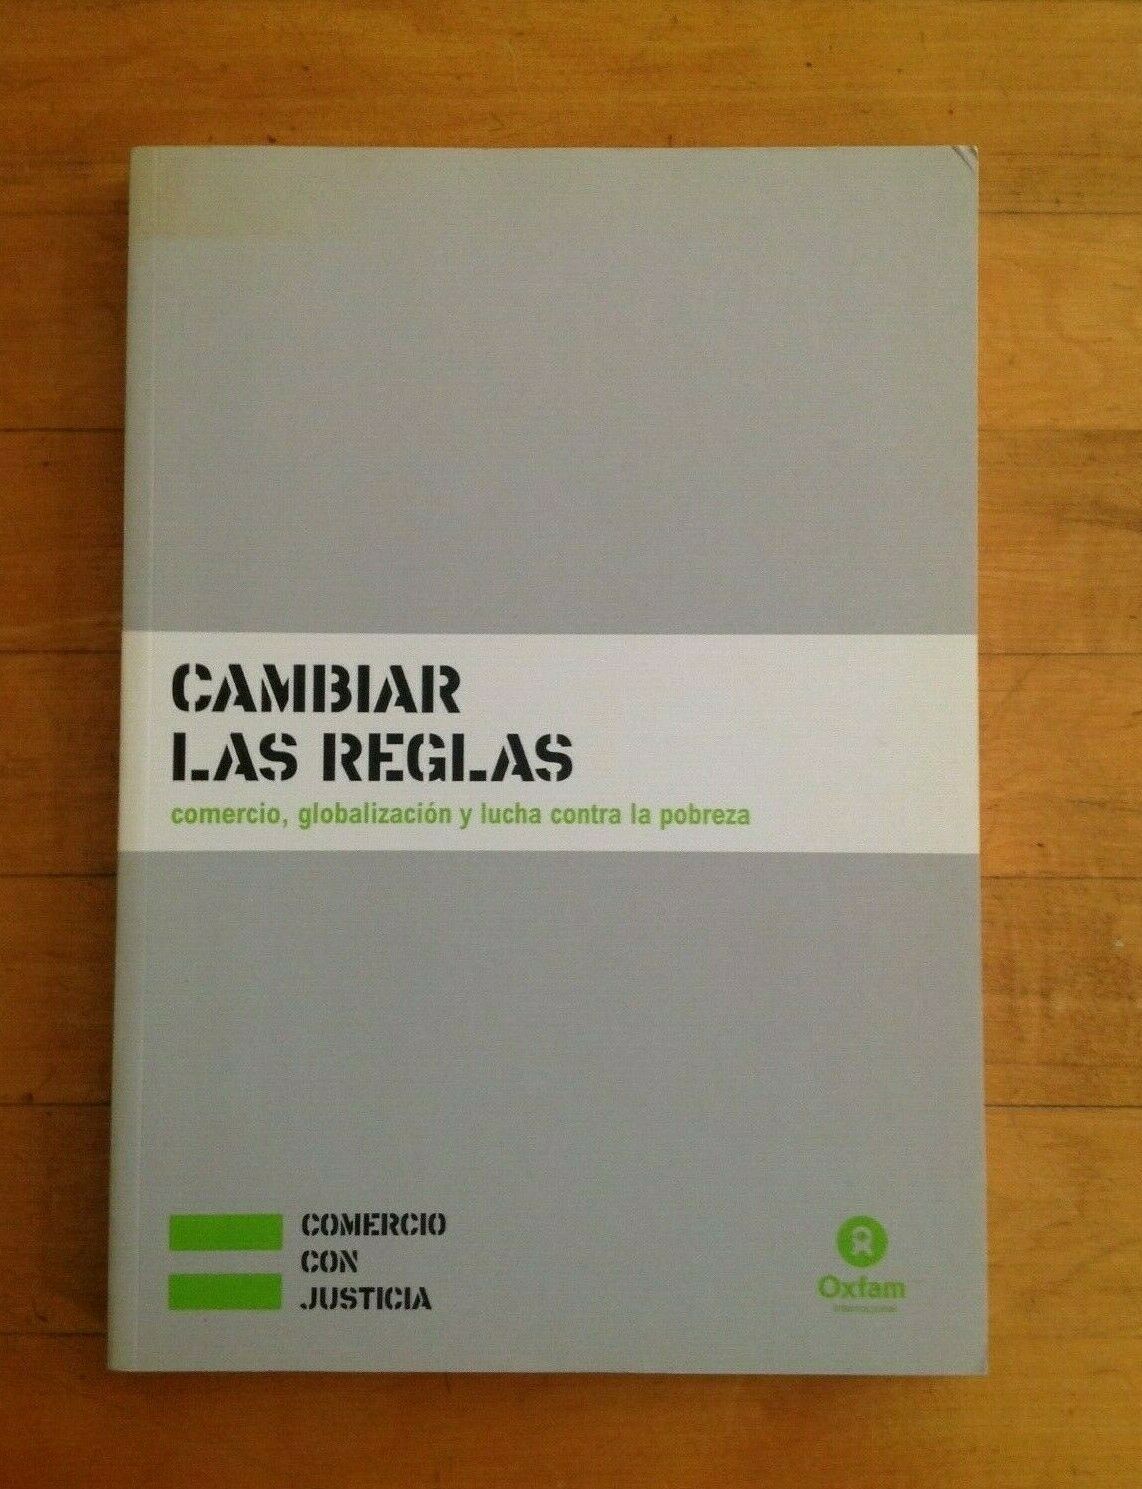 CAMBIAR
LAS REGLAS
comercio, globalización y lucha contra la pobreza
COMERCIO
CON
JUSTICIA
Oxfam